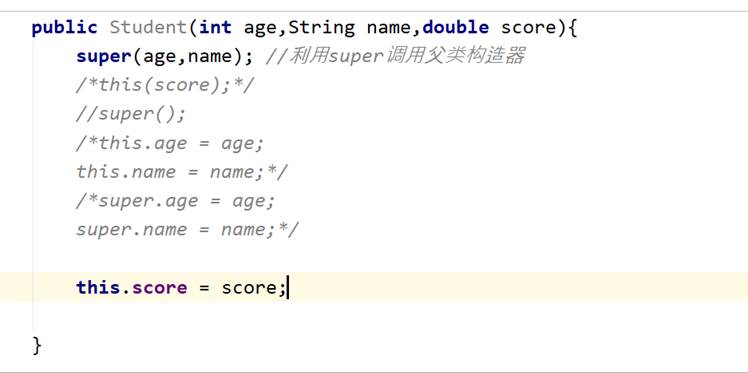 public Student(int age,String name,double score){
super(age,name); //利用super调用父类构造器
/*this(score);*/
//super();
/*this.age = age;
this.name = name;*/
/*super.age = age;
super.name = name;*/
this.score = score;
}